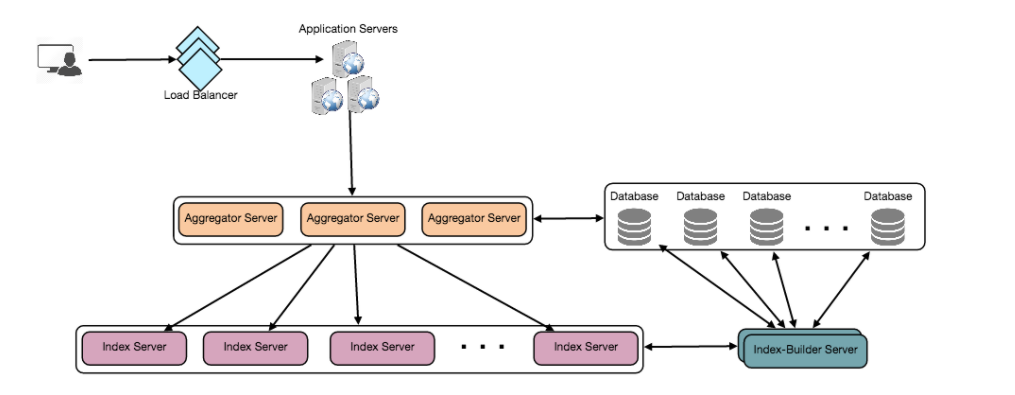 Application Servers
Load Balancer
Aggregator Server
Aggregator Server
Aggregator Server
Database
Database
Database
Database
Index Server
Index Server
Index Server
Index Server
Index-Builder Server